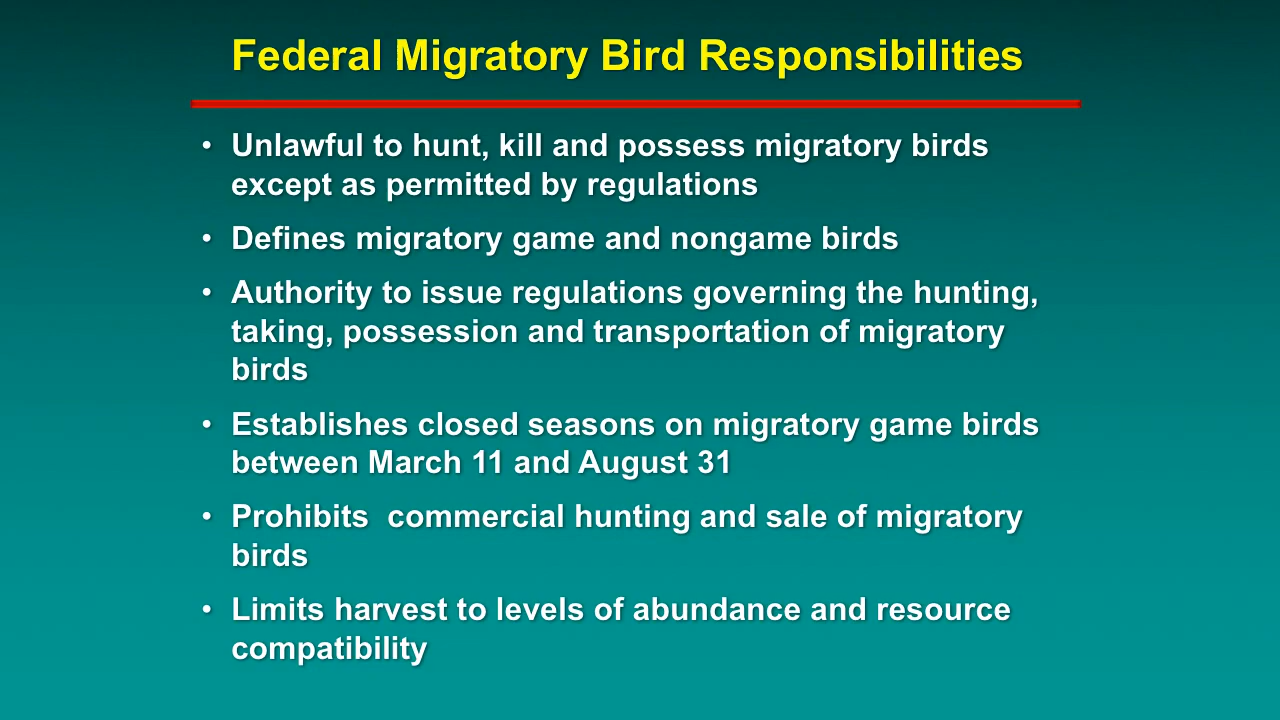 Federal Migratory Bird Responsibilities
• Unlawful to hunt, kill and possess migratory birds
except as permitted by regulations
• Defines migratory game and nongame birds
• Authority to issue regulations governing the hunting,
taking, possession and transportation of migratory
birds
• Establishes closed seasons on migratory game birds
between March 11 and August 31
• Prohibits  commercial hunting and sale of migratory
birds
• Limits harvest to levels of abundance and resource
compatibility